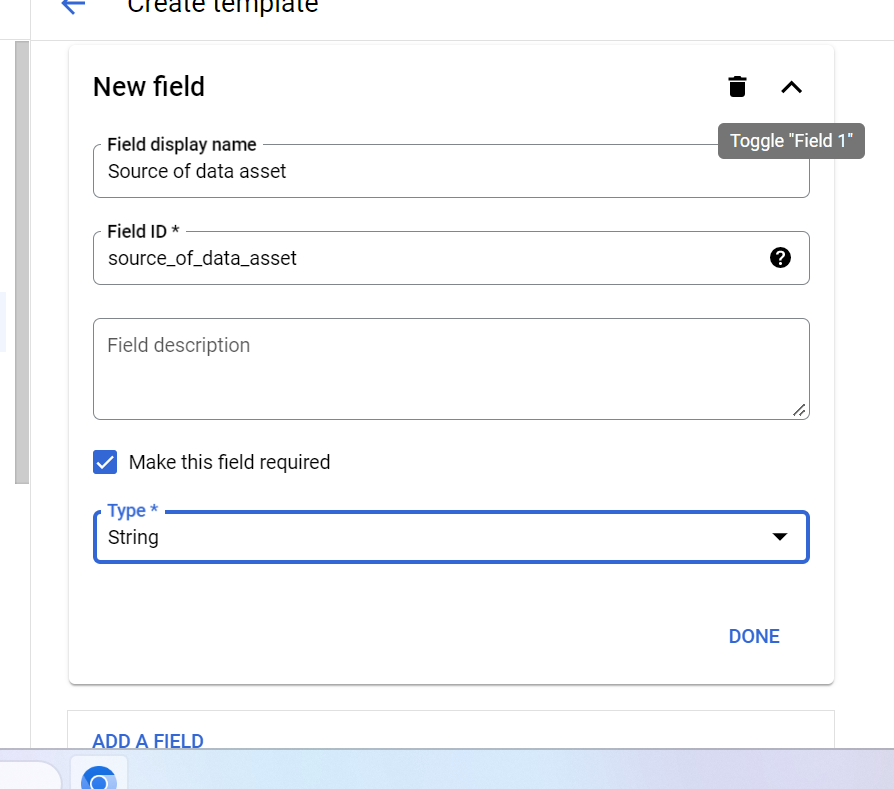 Create template
New field
Toggle "Field 1"
Field display name
Source of data asset
Field ID *
source_of_data_asset
Field description
Make this field required
Type *
String
DONE
ADD A FIELD